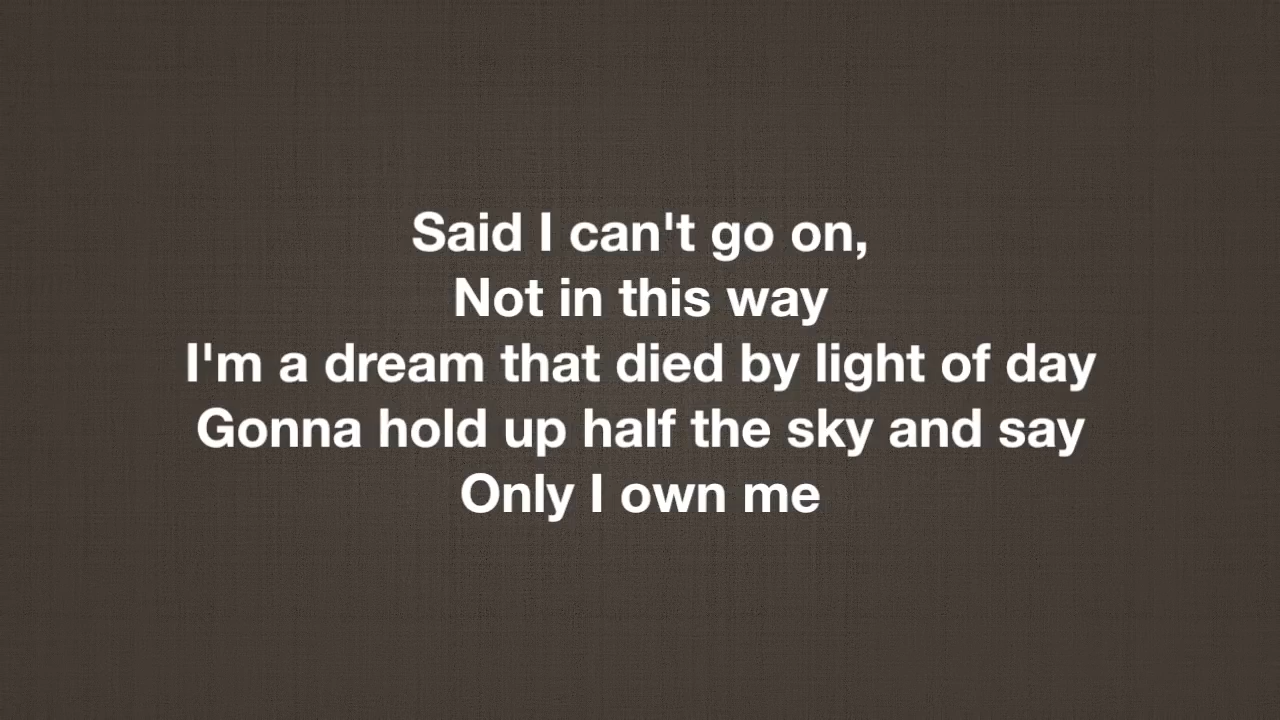 Said I can't go on,
Not in this way
I'm a dream that died by light of day
Gonna hold up half the sky and say
Only I own me